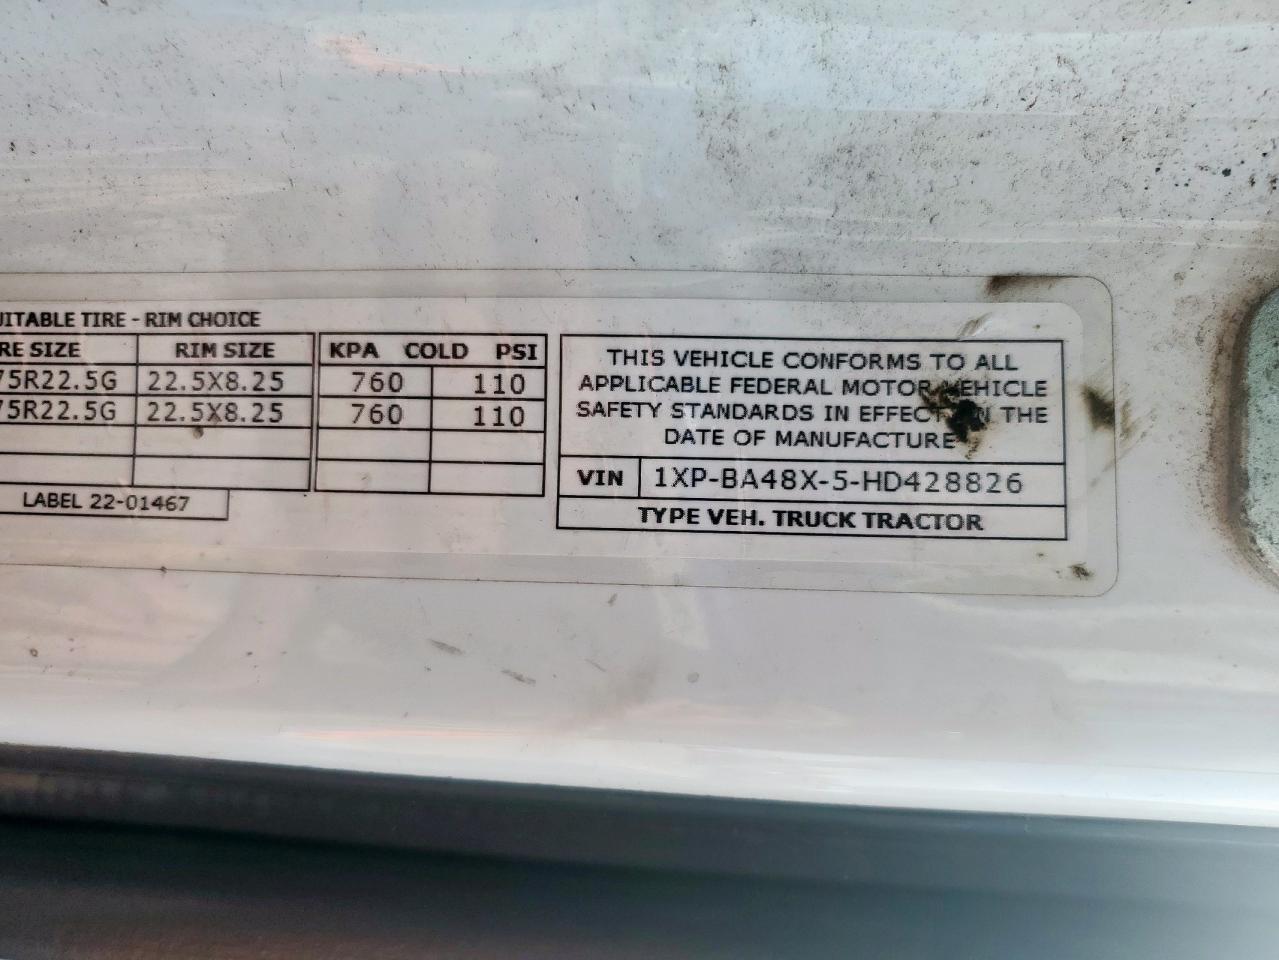 UITABLE TIRE - RIM CHOICE
RE SIZE RIM SIZE KPA COLD PSI
75R22.5G 22.5X8.25 760 110
75R22.5G 22.5X8.25 760 110
LABEL 22-01467
THIS VEHICLE CONFORMS TO ALL
APPLICABLE FEDERAL MOTOR VEHICLE
SAFETY STANDARDS IN EFFECT ON THE
DATE OF MANUFACTURE
VIN 1XP-BA48X-5-HD428826
TYPE VEH. TRUCK TRACTOR